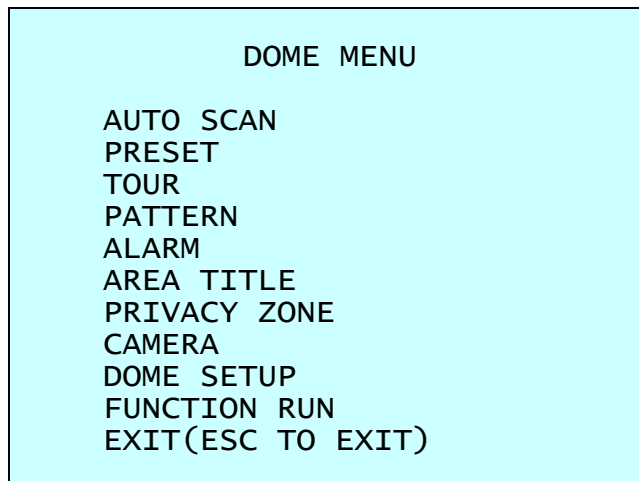 DOME MENU
AUTO SCAN
PRESET
TOUR
PATTERN
ALARM
AREA TITLE
PRIVACY ZONE
CAMERA
DOME SETUP
FUNCTION RUN
EXIT(ESC TO EXIT)